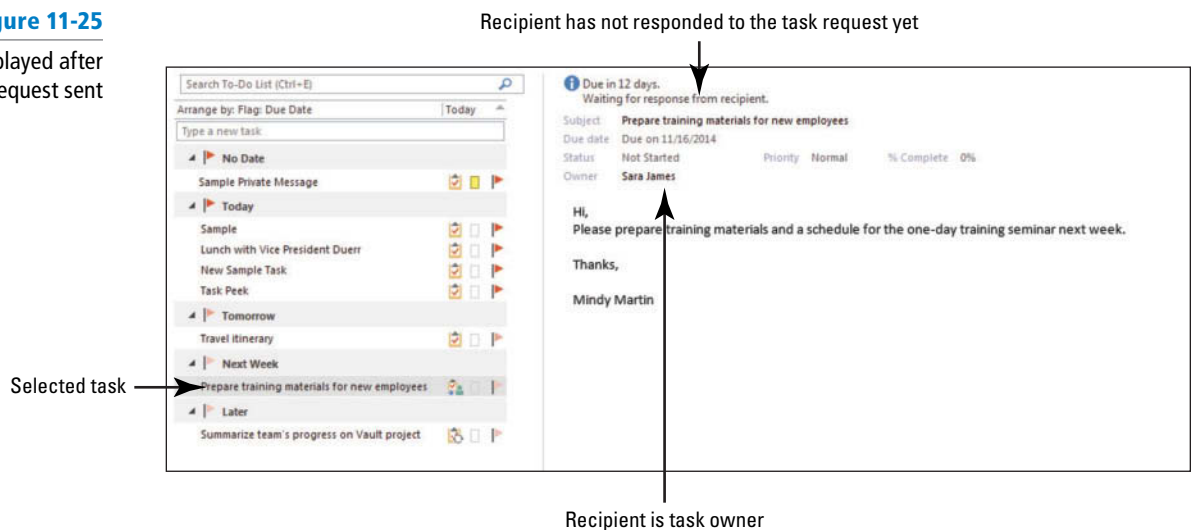 gure 11-25
played after
equest sent
Recipient has not responded to the task request yet
Search To-Do List (Ctrl+E)
Arrange by: Flag: Due Date Today
Type a new task
No Date
Sample Private Message
Today
Sample
Lunch with Vice President Duerr
New Sample Task
Task Peek
Tomorrow
Travel itinerary
Next Week
Prepare training materials for new employees
Later
Summarize team's progress on Vault project
Selected task
Due in 12 days.
Waiting for response from recipient.
Subject Prepare training materials for new employees
Due date Due on 11/16/2014
Status Not Started Priority Normal % Complete 0%
Owner Sara James
Hi,
Please prepare training materials and a schedule for the one-day training seminar next week.
Thanks,
Mindy Martin
Recipient is task owner